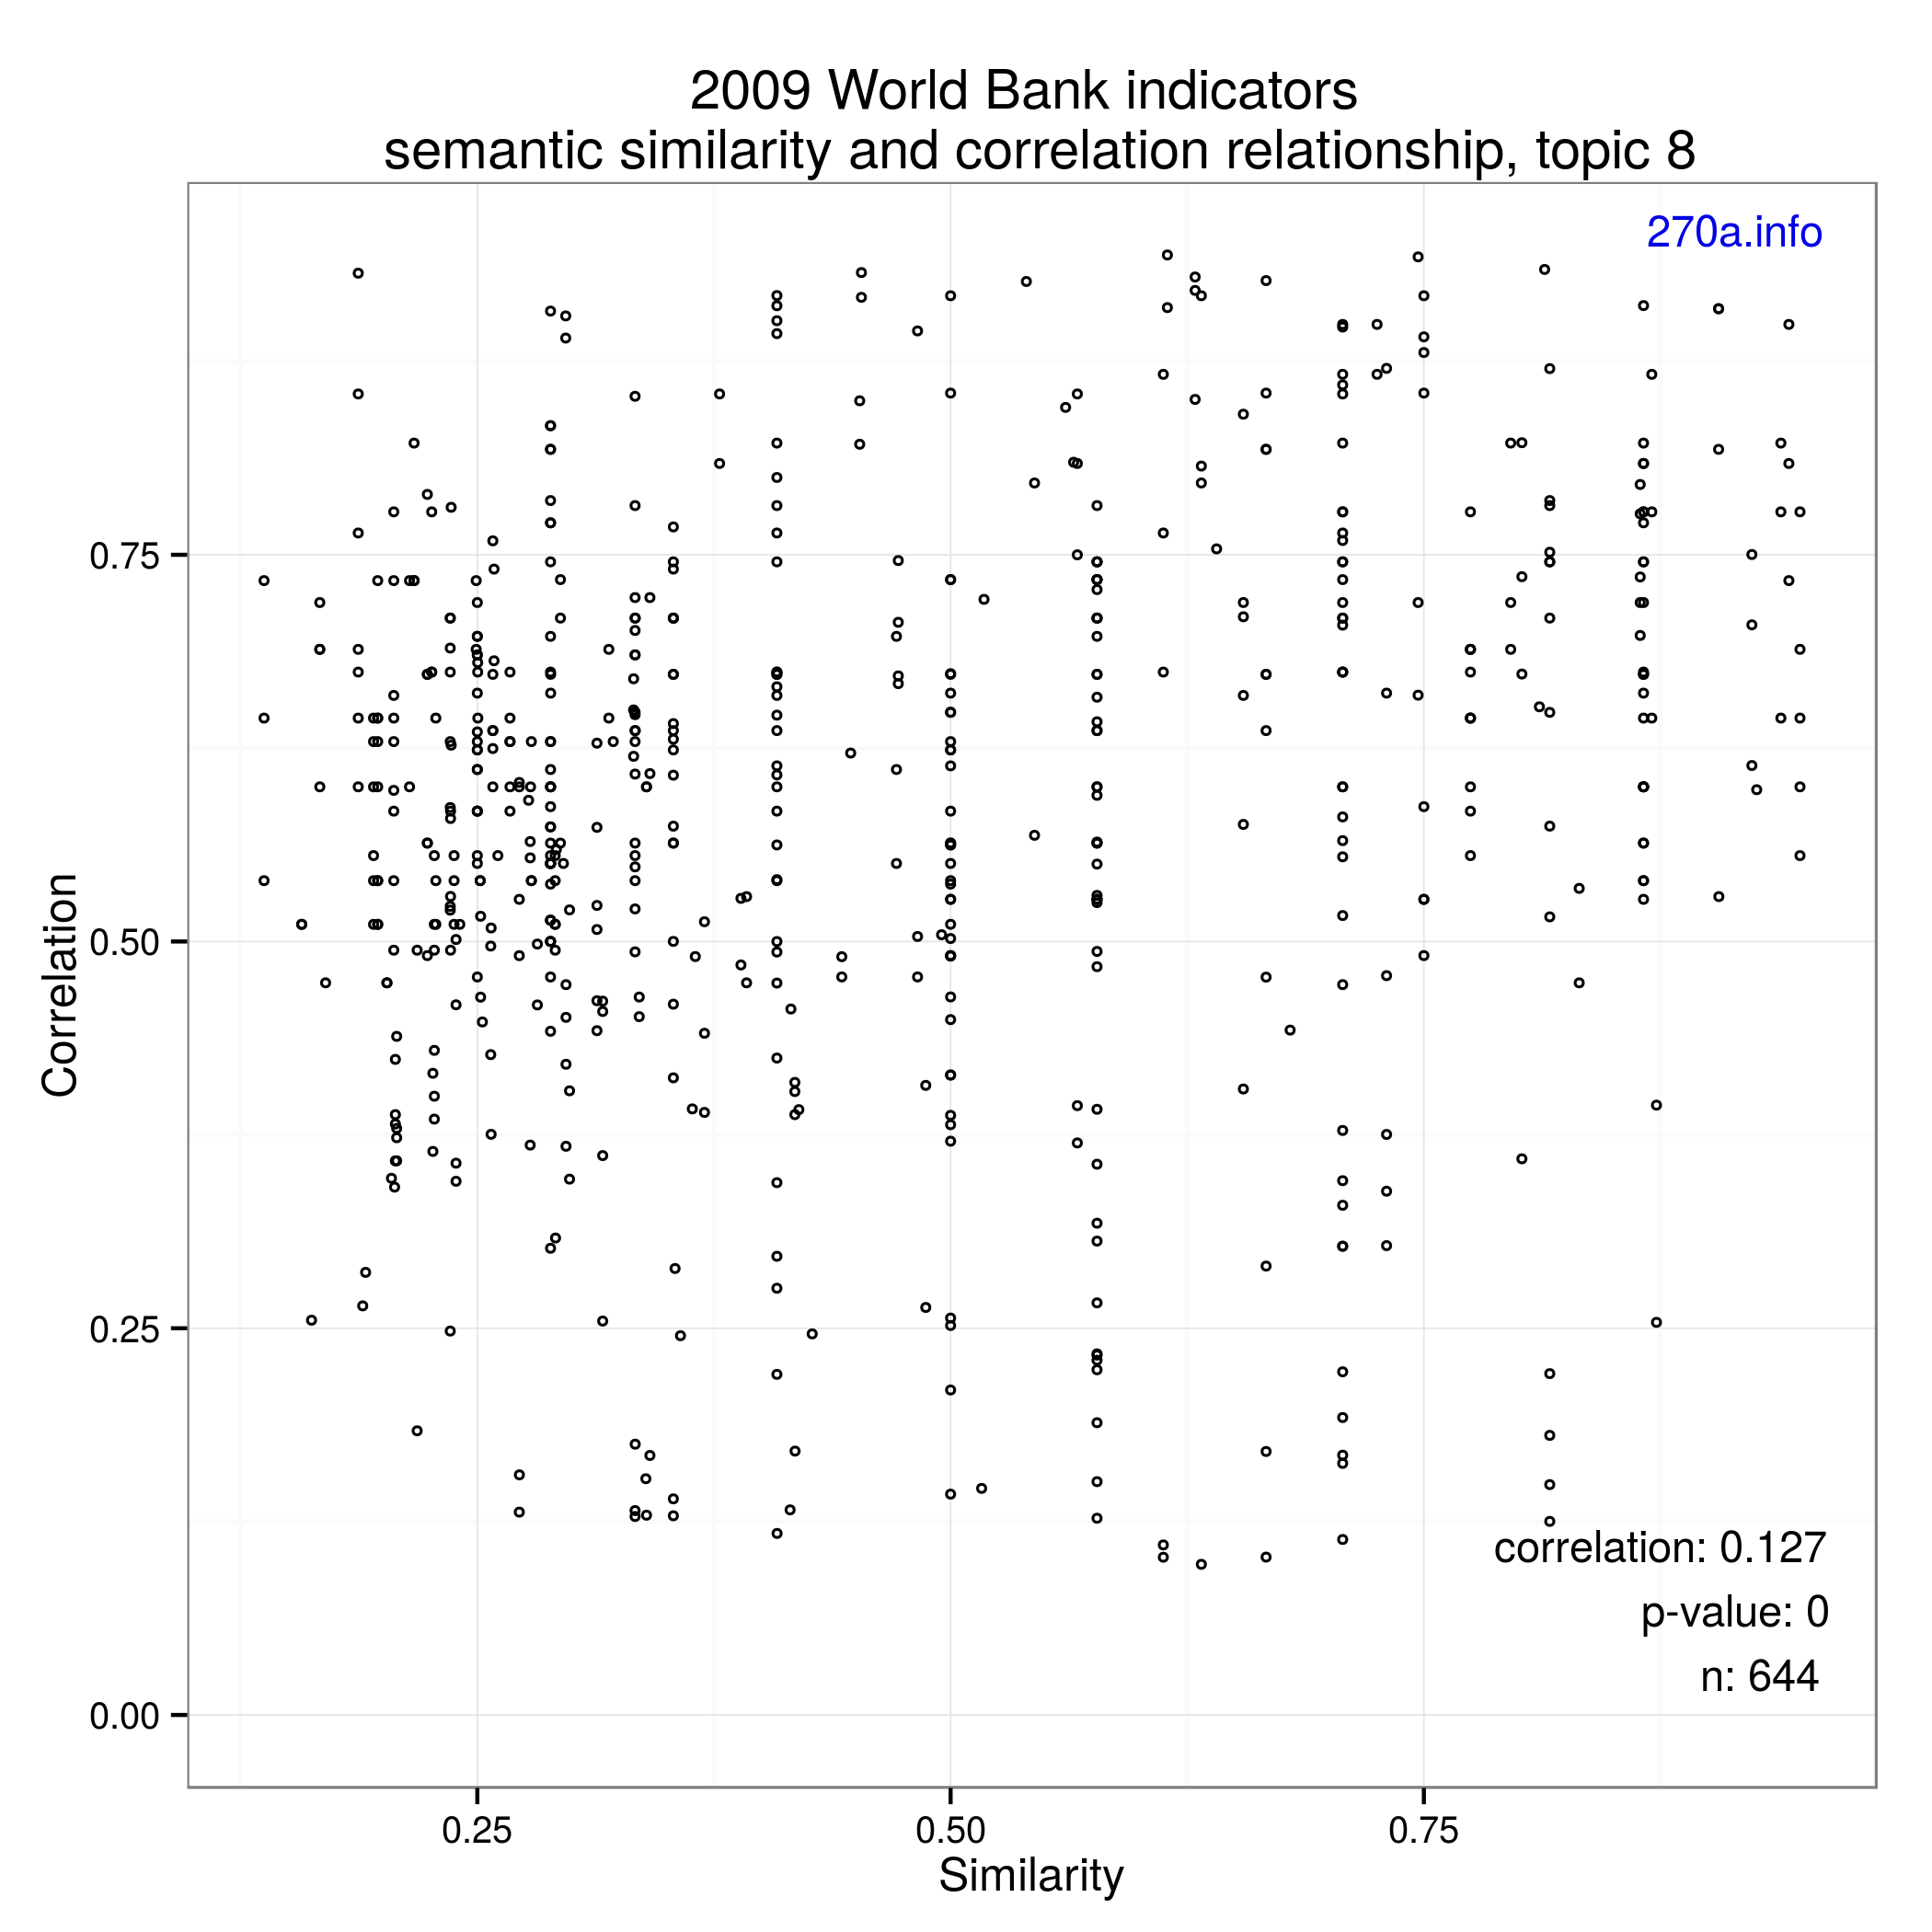 2009 World Bank indicators
semantic similarity and correlation relationship, topic 8
270a.info
Correlation
0.75
0.50
0.25
0.00
correlation: 0.127
p-value: 0
n: 644
0.25 0.50 0.75
Similarity